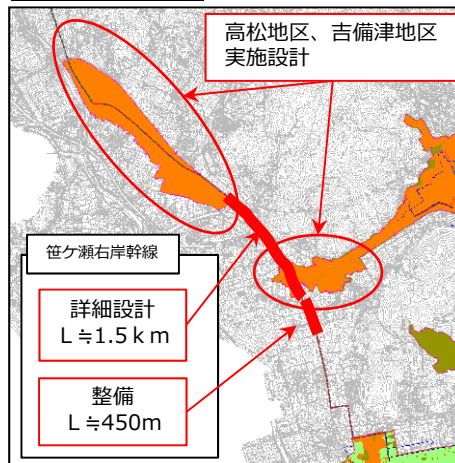 高松地区、吉備津地区
実施設計
笹ケ瀬右岸幹線
詳細設計
L≒1.5ｋｍ
整備
L≒450m